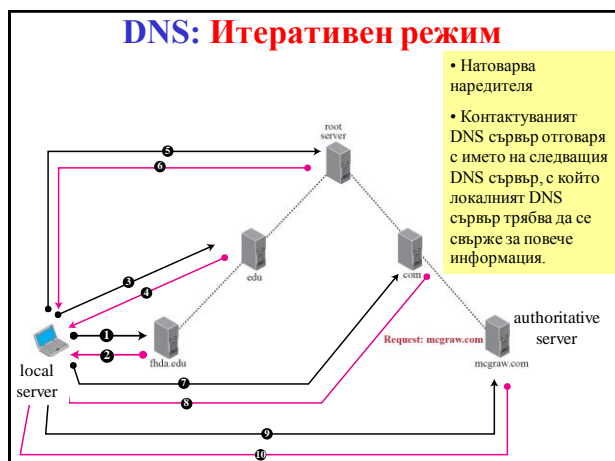 DNS: Итеративен режим
• Натоварва
наредителя
• Контактуваният
DNS сървър отговаря
с името на следващия
DNS сървър, с който
локалният DNS
сървър трябва да се
свърже за повече
информация.
root
server
5
6
3
4
edu
com
1
2
fhda.edu
Request: mcgraw.com
authoritative
server
mcgraw.com
local
server
7
8
9
10